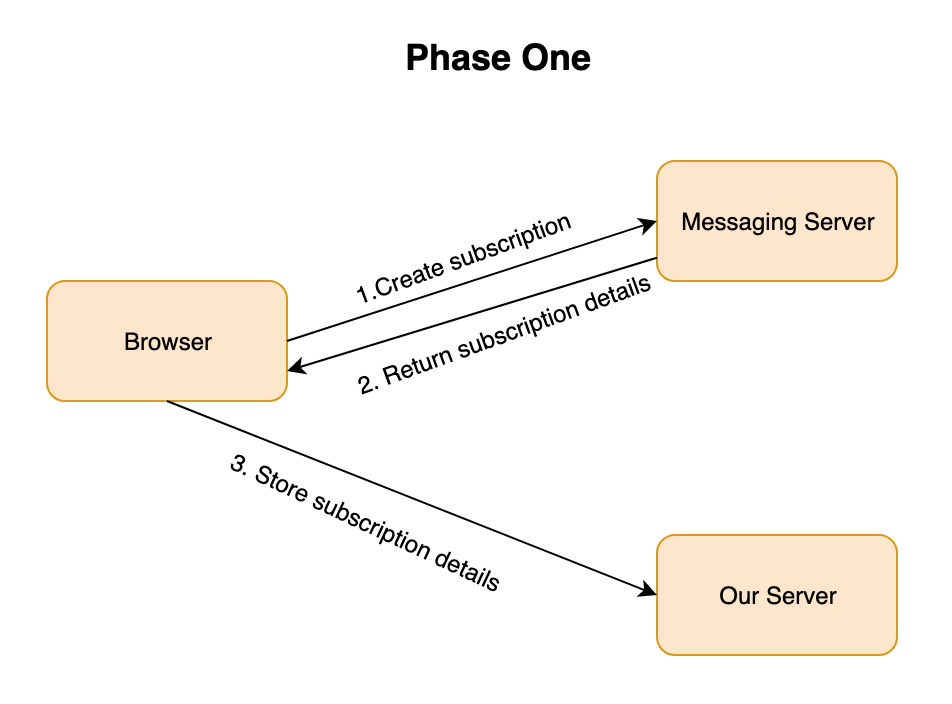 Phase One
Messaging Server
1.Create subscription
2. Return subscription details
Browser
3. Store subscription details
Our Server